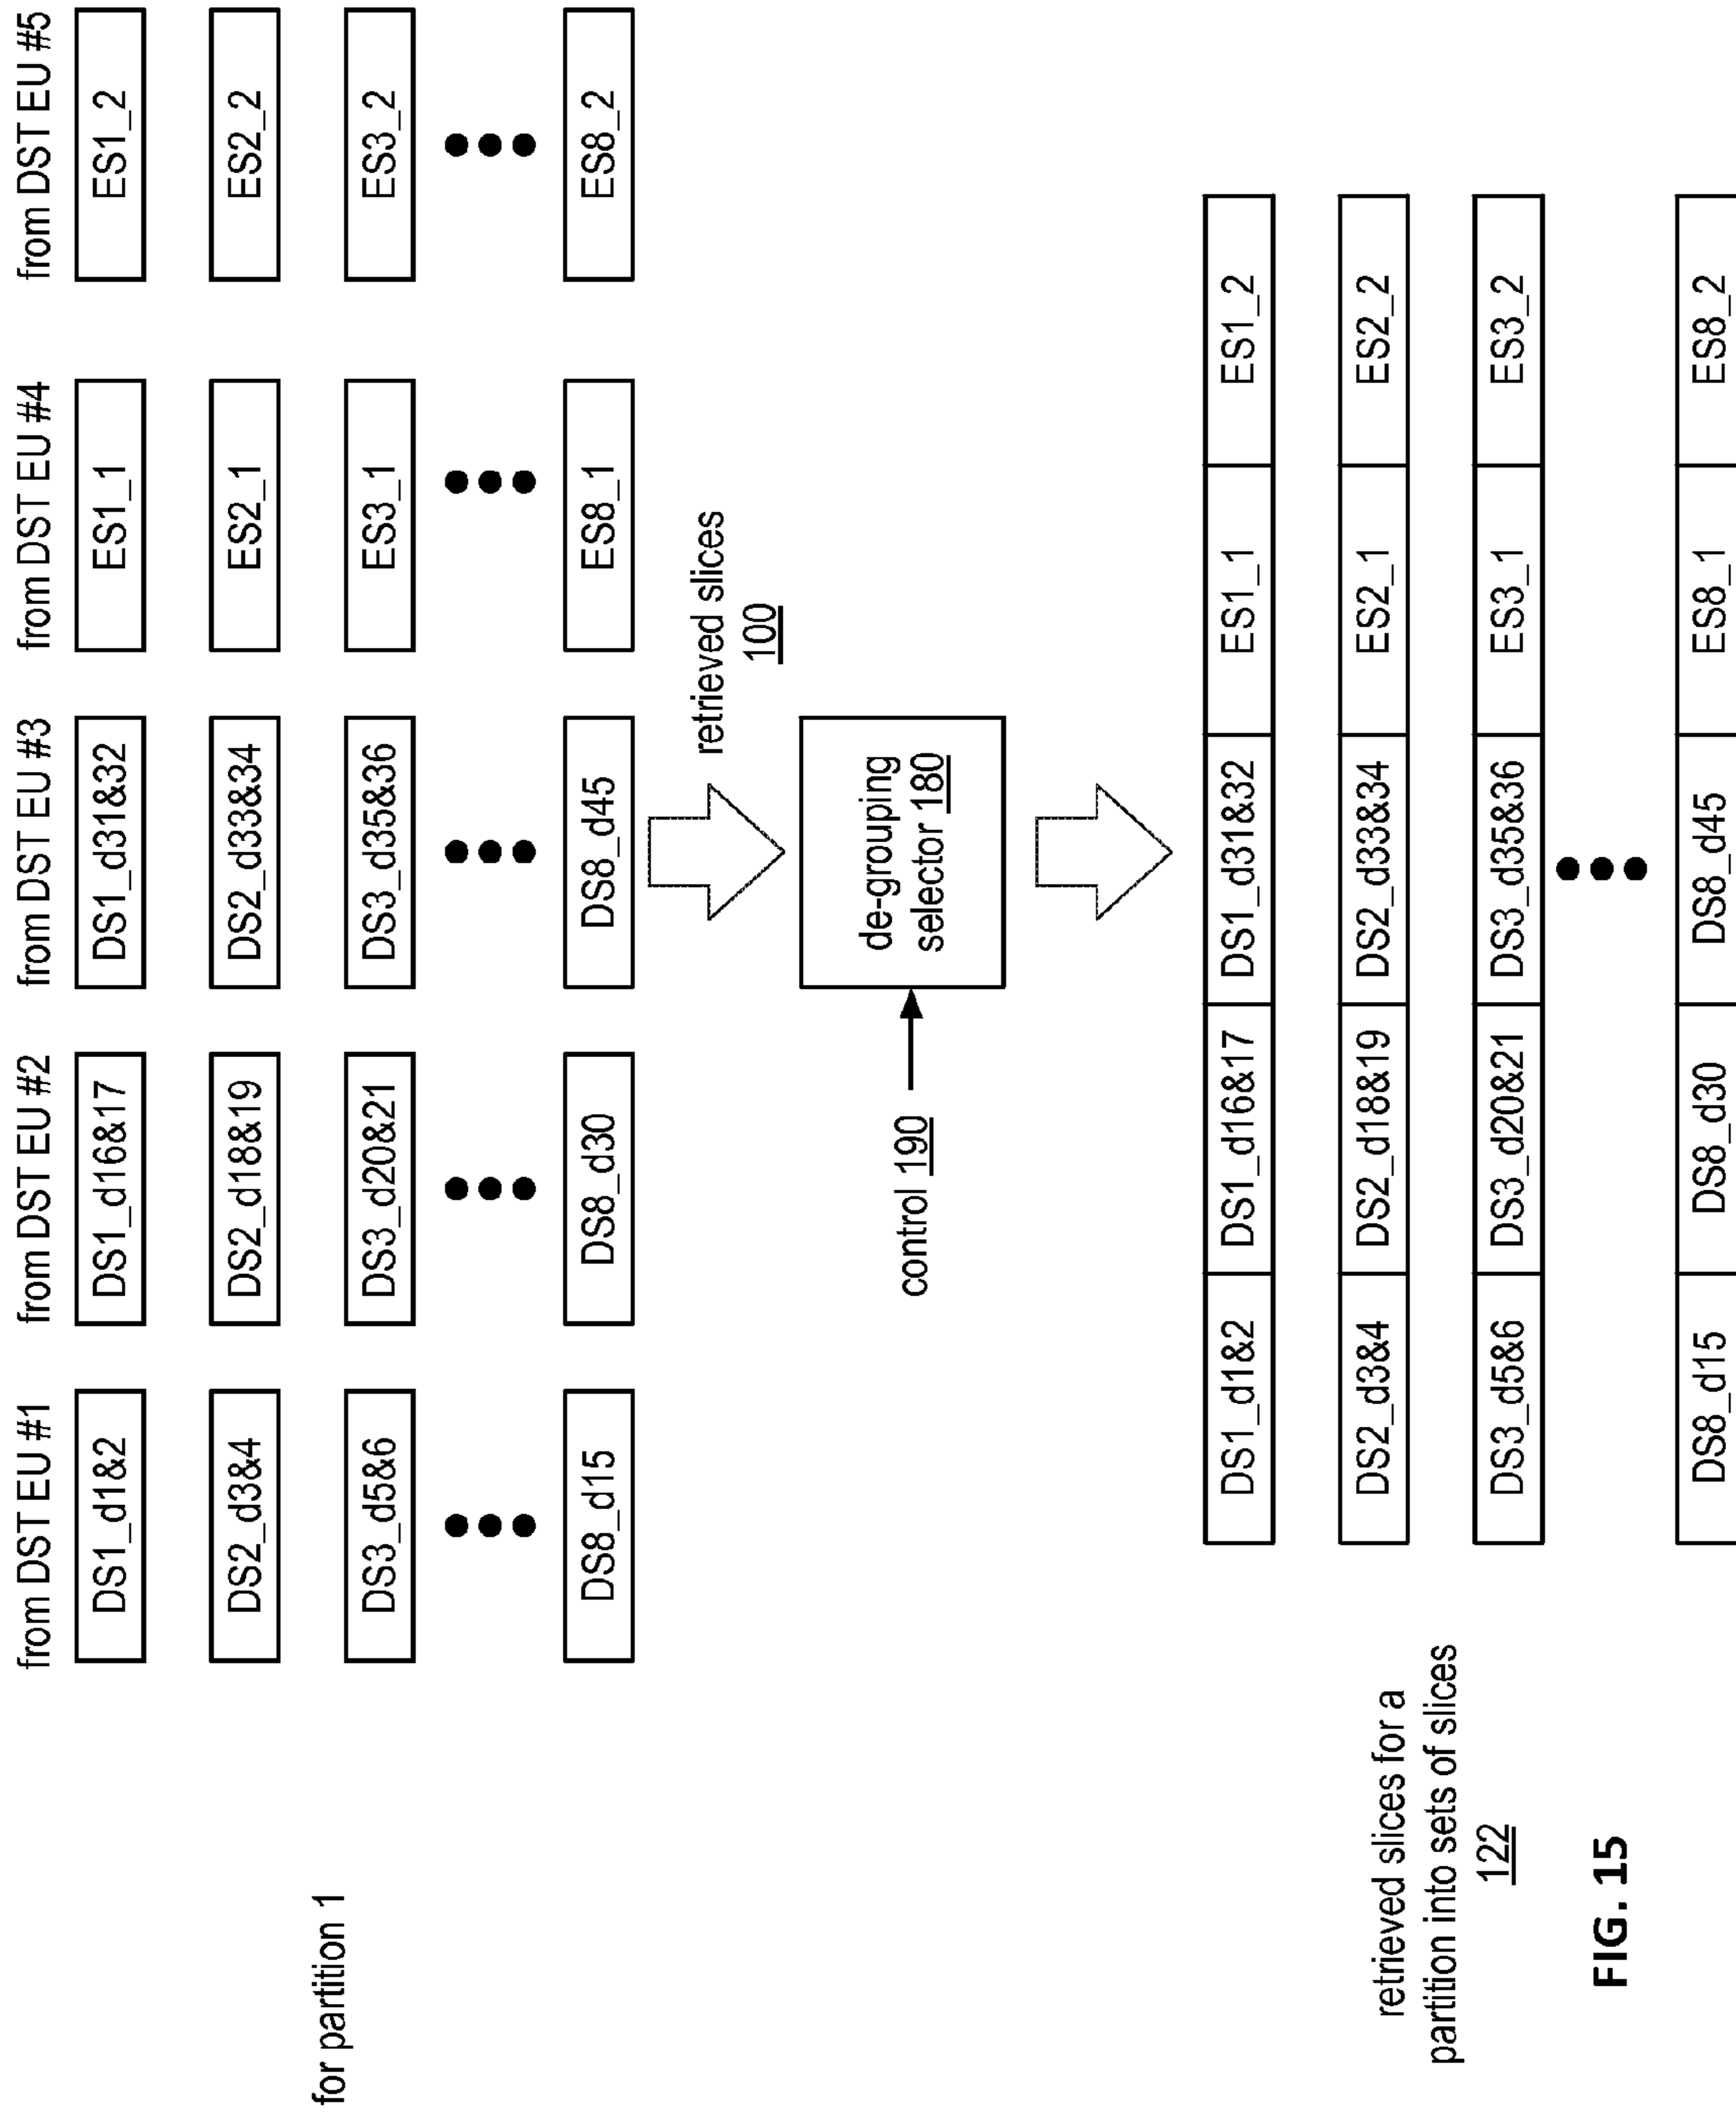 from DST EU #1
from DST EU #2
from DST EU #3
from DST EU #4
from DST EU #5
for partition 1
DS1_d1&2
DS1_d16&17
DS1_d31&32
ES1_1
ES1_2
DS2_d3&4
DS2_d18&19
DS2_d33&34
ES2_1
ES2_2
DS3_d5&6
DS3_d20&21
DS3_d35&36
ES3_1
ES3_2
DS8_d15
DS8_d30
DS8_d45
ES8_1
ES8_2
retrieved slices
100
control 190
de-grouping
selector 180
retrieved slices for a
partition into sets of slices
122
DS1_d1&2
DS1_d16&17
DS1_d31&32
ES1_1
ES1_2
DS2_d3&4
DS2_d18&19
DS2_d33&34
ES2_1
ES2_2
DS3_d5&6
DS3_d20&21
DS3_d35&36
ES3_1
ES3_2
DS8_d15
DS8_d30
DS8_d45
ES8_1
ES8_2
FIG. 15